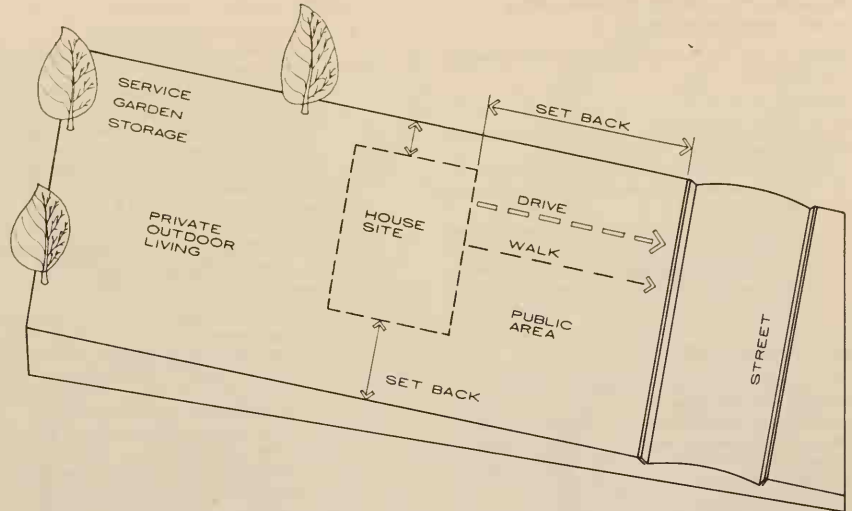 SERVICE
GARDEN
STORAGE
SET BACK
DRIVE
HOUSE
SITE
WALK
PRIVATE
OUTDOOR
LIVING
PUBLIC
AREA
STREET
SET BACK